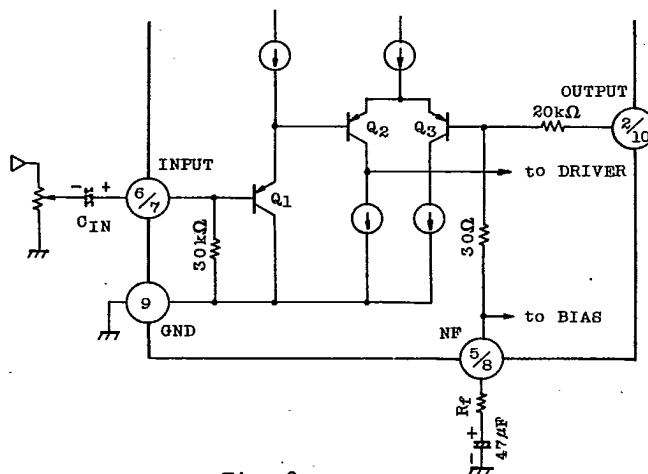 OUTPUT
20kΩ
2/10
Q2
Q3
INPUT
to DRIVER
6/7
Q1
- +
CIN
30kΩ
30Ω
9
GND
to BIAS
NF
5/8
Rf
+
47μF
-